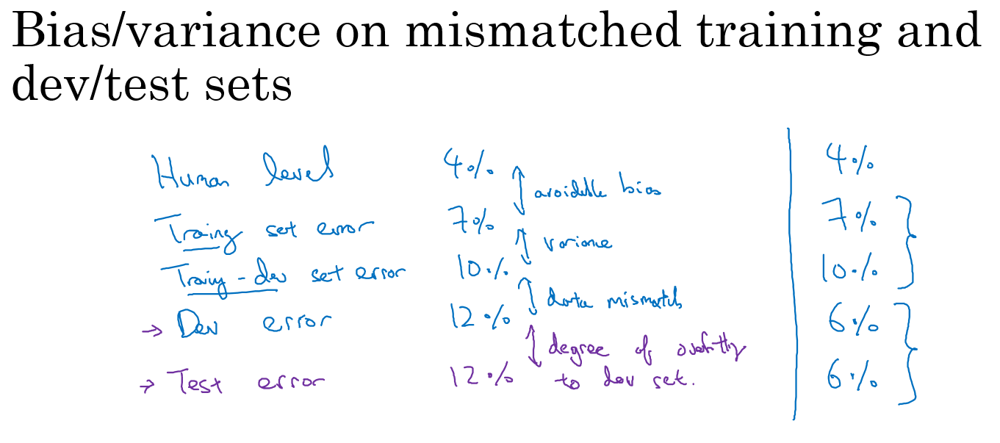 Bias/variance on mismatched training and
dev/test sets
Human level 4% 4%
avoidable bias
Training set error 7% 7%
variance
Training-dev set error 10% 10%
data mismatch
→ Dev error 12% 6%
degree of overfitting
→ Test error 12% to dev set. 6%